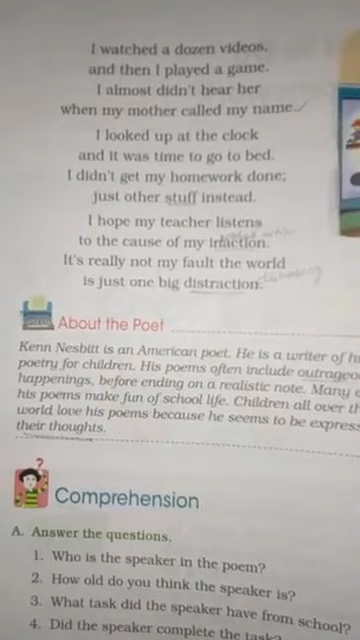 I watched a dozen videos,
and then I played a game.
I almost didn't hear her
when my mother called my name.
I looked up at the clock
and it was time to go to bed.
I didn't get my homework done;
just other stuff instead.
I hope my teacher listens
to the cause of my infaction.
It's really not my fault the world
is just one big distraction.
About the Poet
Kenn Nesbitt is an American poet. He is a writer of
poetry for children. His poems often include
happenings, before ending on a realistic note. Many
his poems make fun of school life. Children all over
world love his poems because he seems to be
their thoughts.
Comprehension
A. Answer the questions.
1. Who is the speaker in the poem?
2. How old do you think the speaker is?
3. What task did the speaker have from school?
4. Did the speaker complete the task?